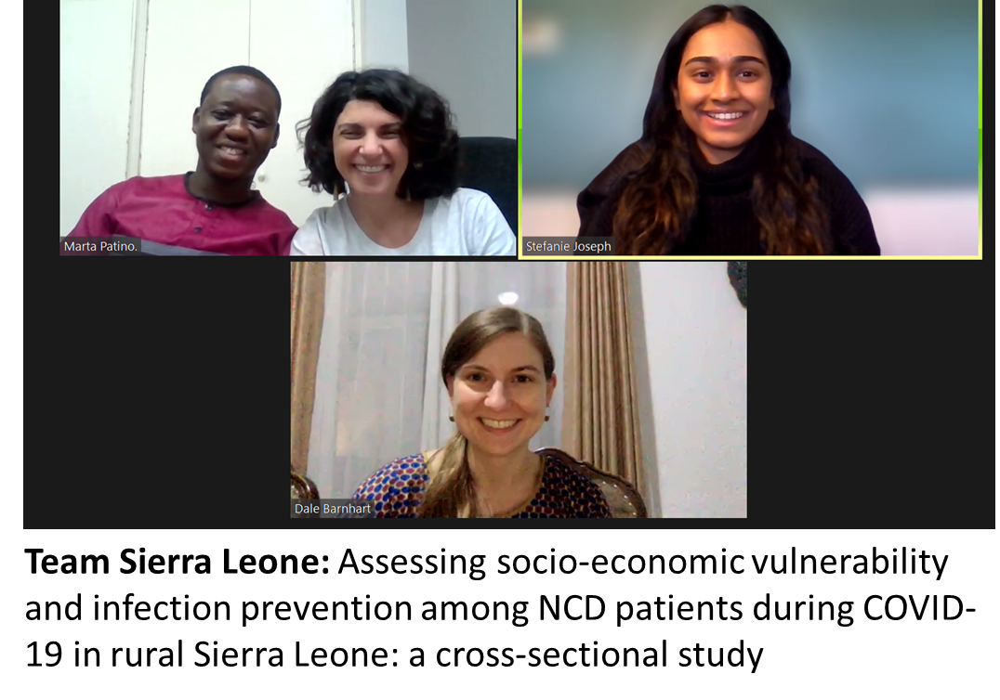 Marta Patino.
Stefanie Joseph
Dale Barnhart
Team Sierra Leone: Assessing socio-economic vulnerability
and infection prevention among NCD patients during COVID-
19 in rural Sierra Leone: a cross-sectional study